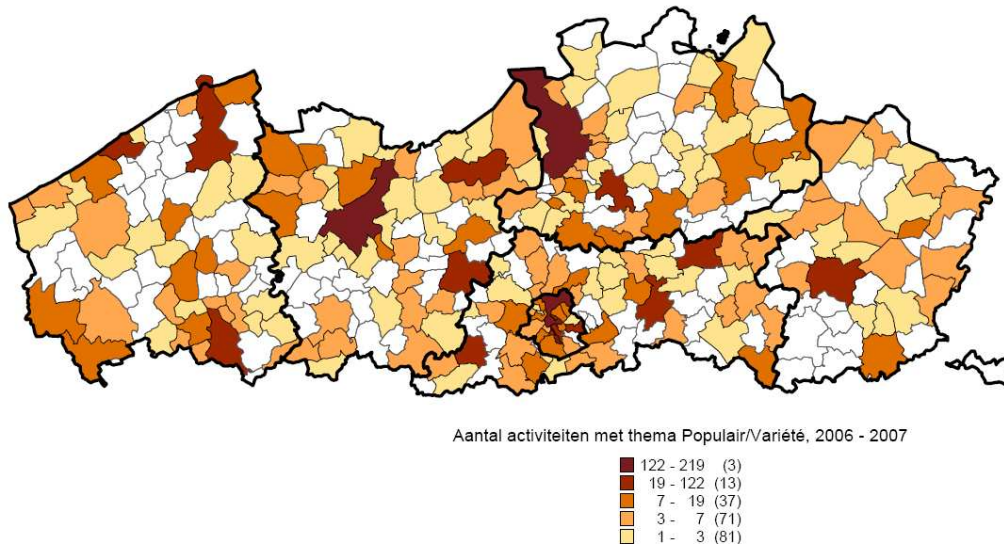 Aantal activiteiten met thema Populair/Variété, 2006 - 2007
122 - 219 (3)
19 - 122 (13)
7 - 19 (37)
3 - 7 (71)
1 - 3 (81)